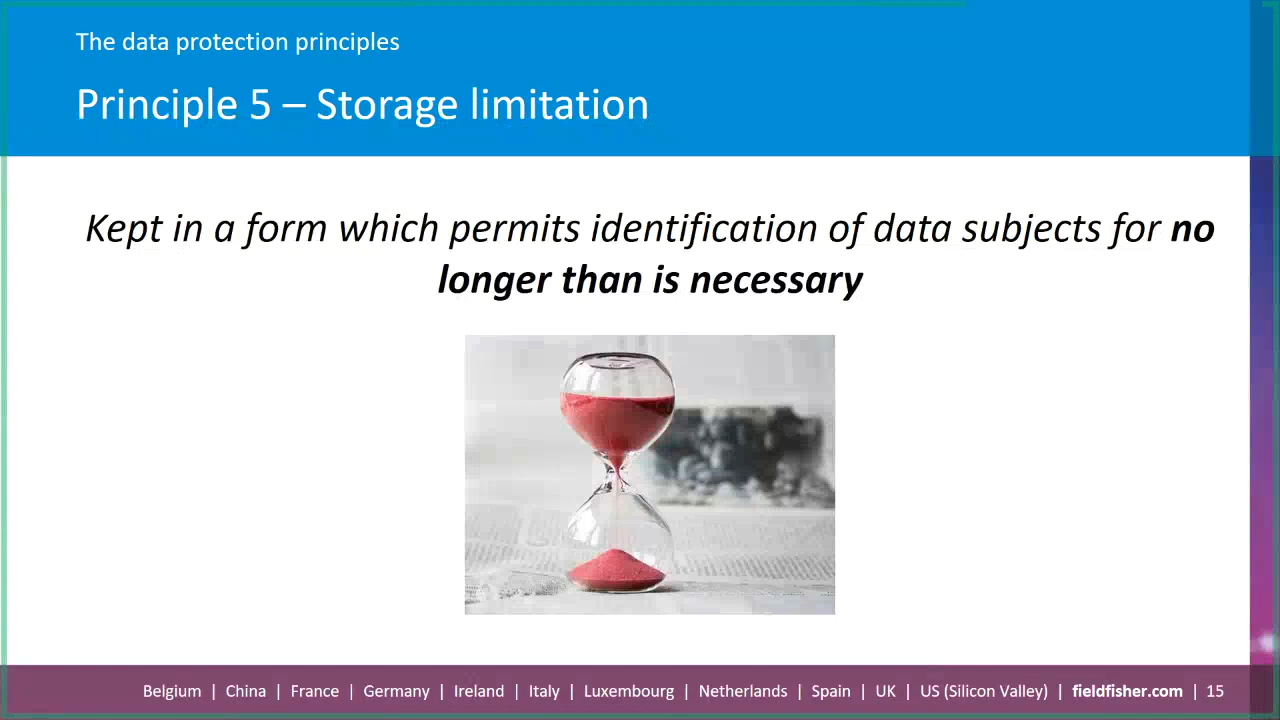 The data protection principles
Principle 5 – Storage limitation
Kept in a form which permits identification of data subjects for no
longer than is necessary
Belgium | China | France | Germany | Ireland | Italy | Luxembourg | Netherlands | Spain | UK | US (Silicon Valley) | fieldfisher.com | 15